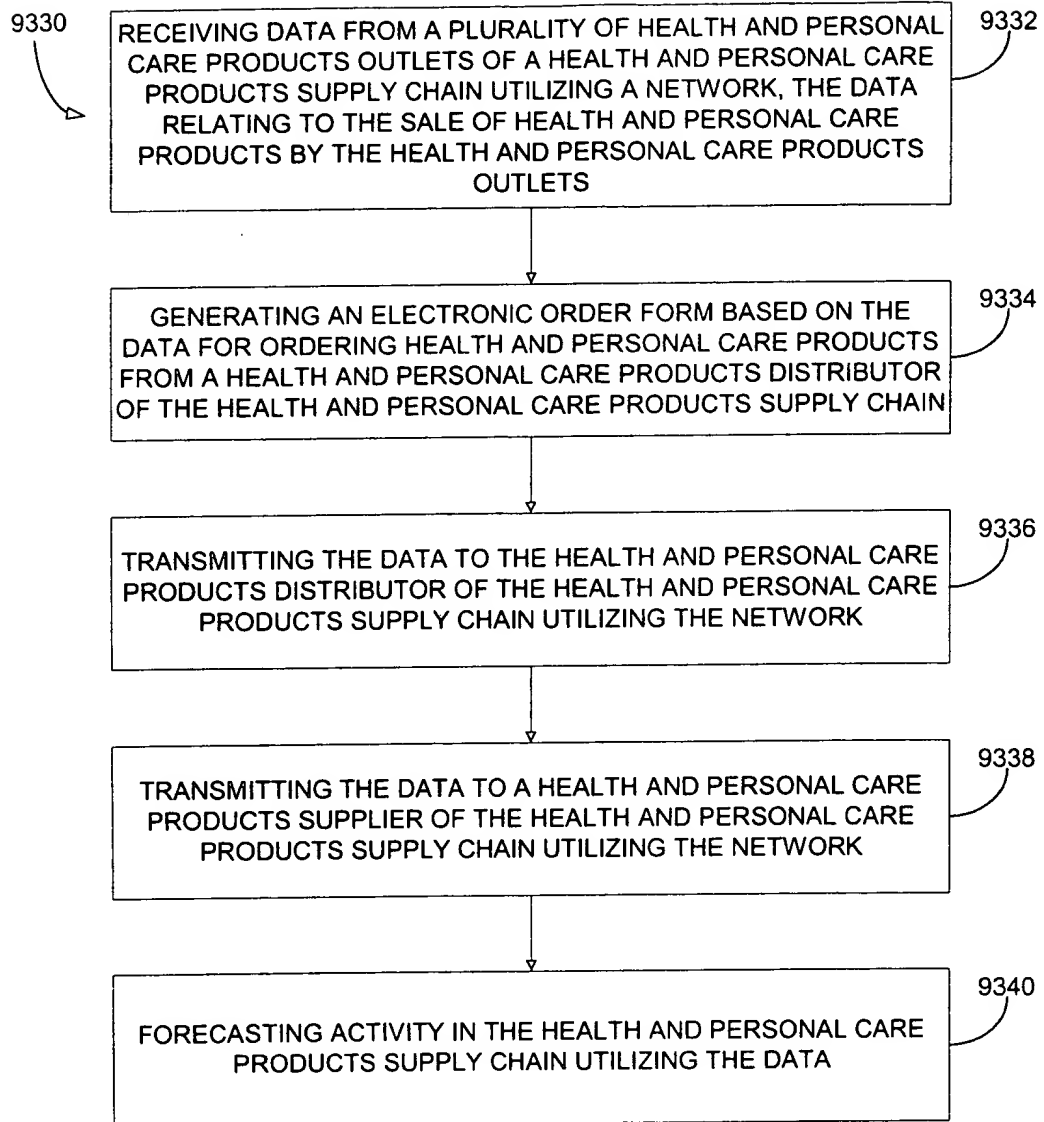 9330
RECEIVING DATA FROM A PLURALITY OF HEALTH AND PERSONAL
CARE PRODUCTS OUTLETS OF A HEALTH AND PERSONAL CARE
PRODUCTS SUPPLY CHAIN UTILIZING A NETWORK, THE DATA
RELATING TO THE SALE OF HEALTH AND PERSONAL CARE
PRODUCTS BY THE HEALTH AND PERSONAL CARE PRODUCTS
OUTLETS
9332
GENERATING AN ELECTRONIC ORDER FORM BASED ON THE
DATA FOR ORDERING HEALTH AND PERSONAL CARE PRODUCTS
FROM A HEALTH AND PERSONAL CARE PRODUCTS DISTRIBUTOR
OF THE HEALTH AND PERSONAL CARE PRODUCTS SUPPLY CHAIN
9334
TRANSMITTING THE DATA TO THE HEALTH AND PERSONAL CARE
PRODUCTS DISTRIBUTOR OF THE HEALTH AND PERSONAL CARE
PRODUCTS SUPPLY CHAIN UTILIZING THE NETWORK
9336
TRANSMITTING THE DATA TO A HEALTH AND PERSONAL CARE
PRODUCTS SUPPLIER OF THE HEALTH AND PERSONAL CARE
PRODUCTS SUPPLY CHAIN UTILIZING THE NETWORK
9338
FORECASTING ACTIVITY IN THE HEALTH AND PERSONAL CARE
PRODUCTS SUPPLY CHAIN UTILIZING THE DATA
9340